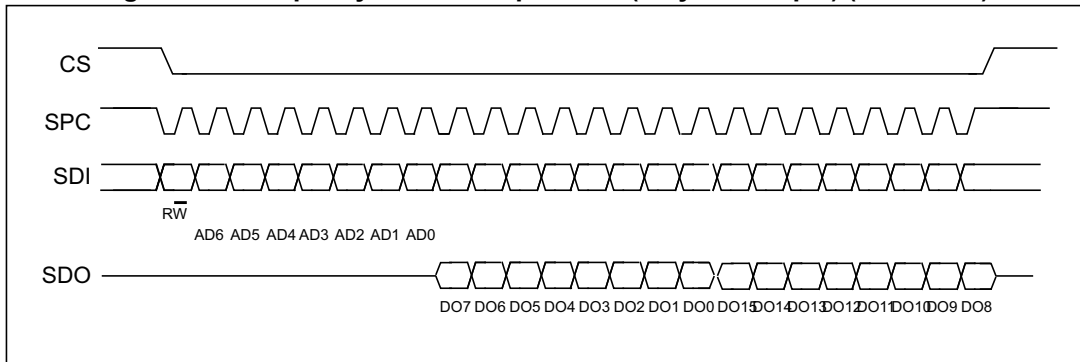 CS
SPC
SDI
RW
AD6 AD5 AD4 AD3 AD2 AD1 AD0
SDO
DO7 DO6 DO5 DO4 DO3 DO2 DO1 DO0 DO15 DO14 DO13 DO12 DO11 DO10 DO9 DO8